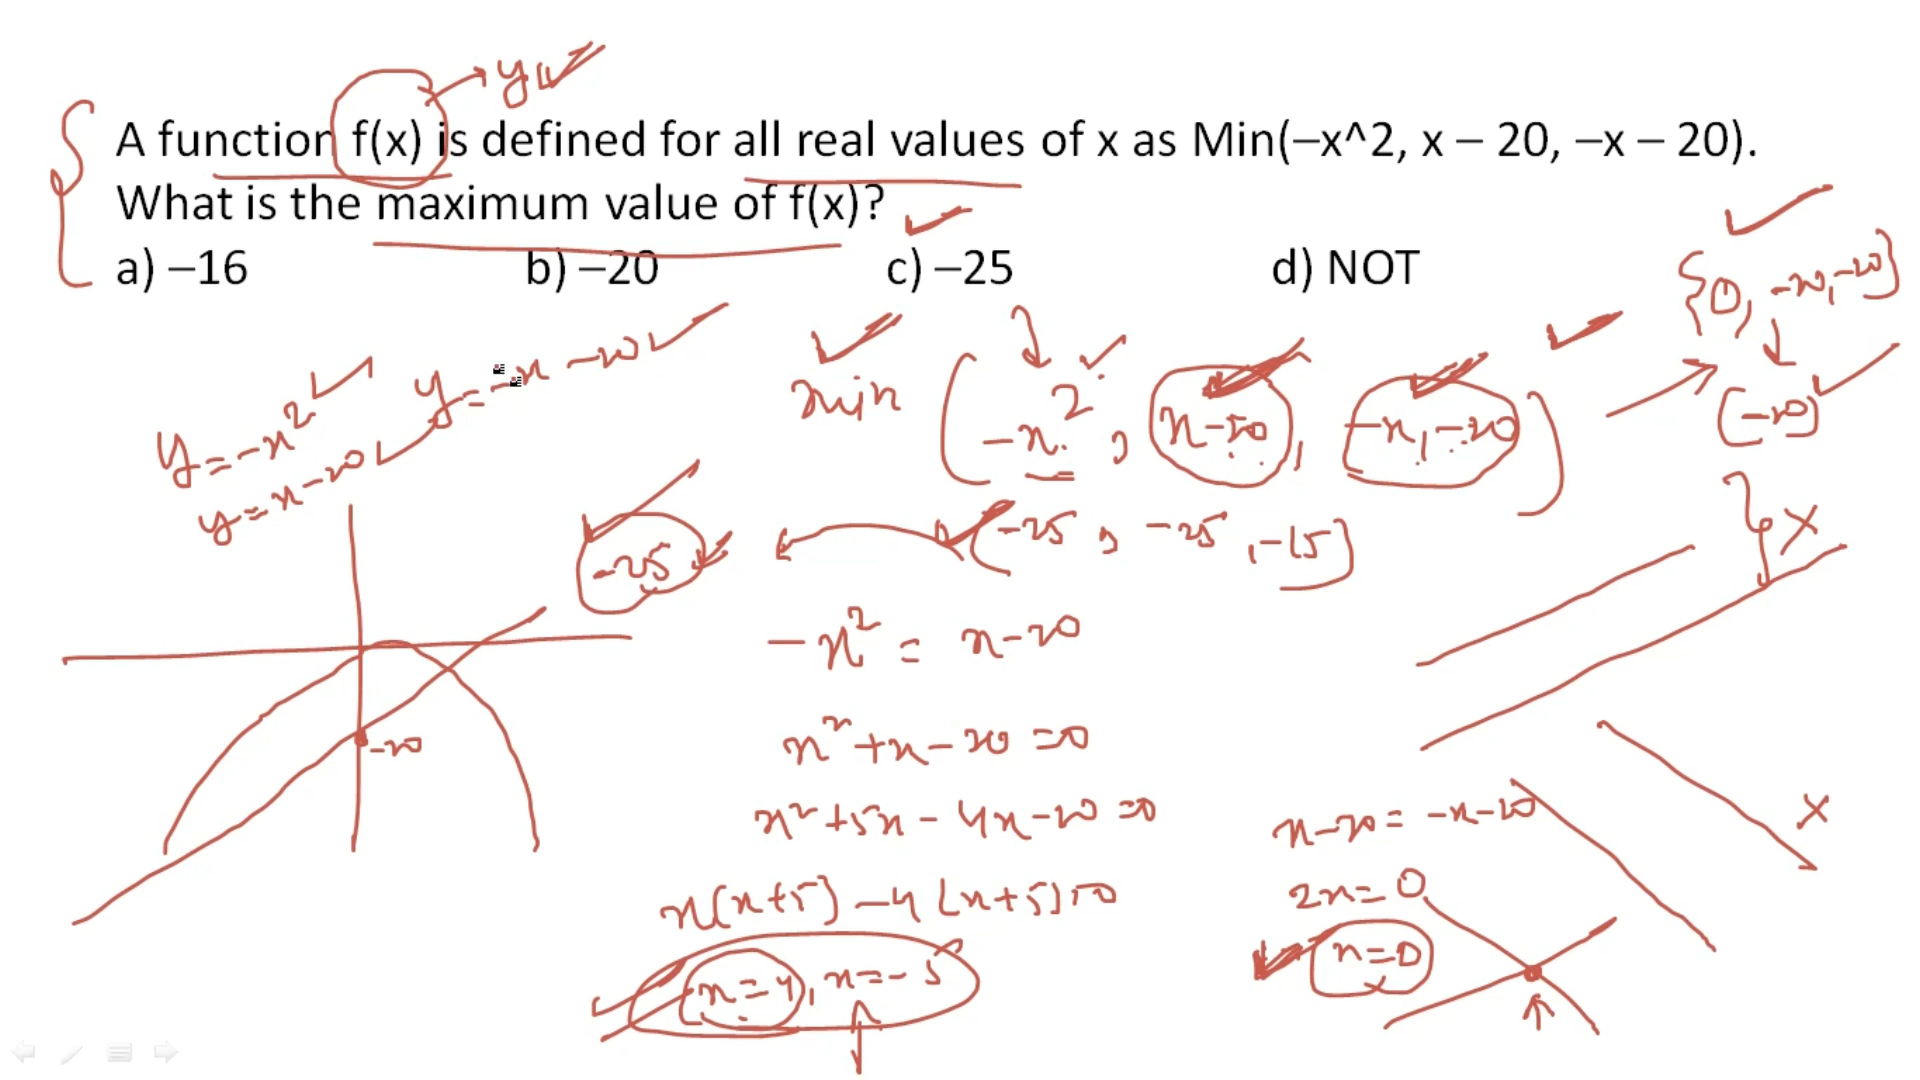 A function f(x) is defined for all real values of x as Min(–x^2, x – 20, –x – 20).
What is the maximum value of f(x)?
a) –16 b) –20 c) –25 d) NOT
y
{0, -20, -20}
(-20)
y = -x²
y = x-20
y = -x -20
min (-x², x-20, -x, -20)
-25
(-25, -25, -15]
-x² = x-20
x²+x-20=0
x²+5x-4x-20=0
x(x+5)-4(x+5)=0
x=4, x=-5
-20
x-20 = -x-20
2x=0
x=0
X
X